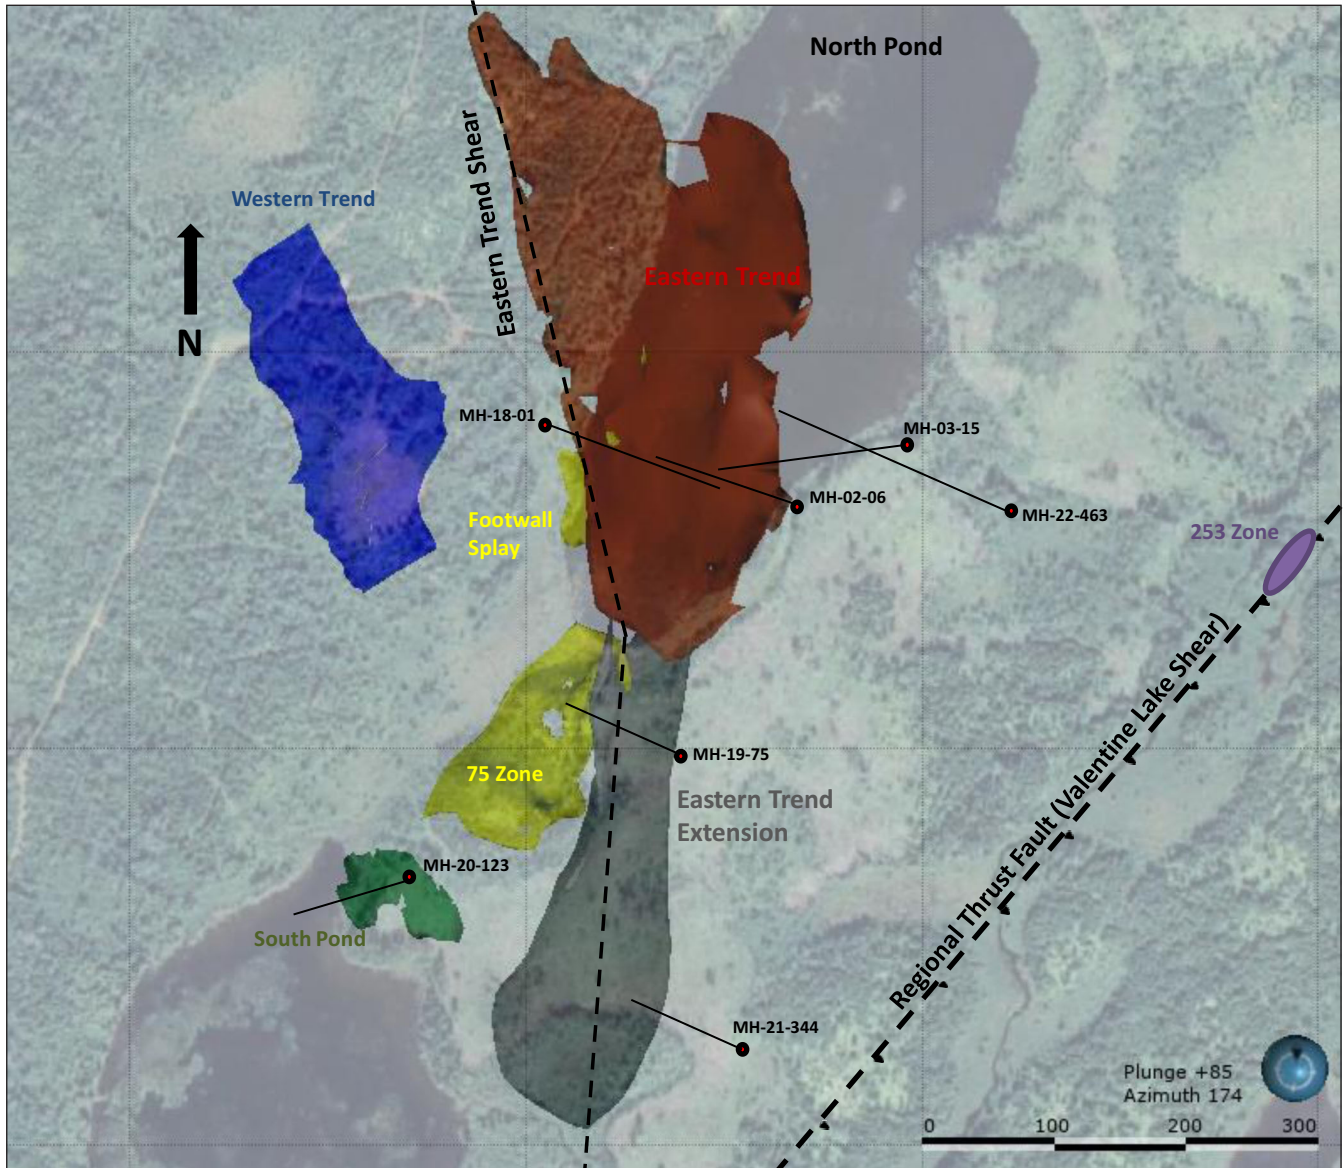 North Pond
Eastern Trend Shear
Western Trend
Eastern Trend
N
MH-18-01
MH-03-15
MH-02-06
MH-22-463
Footwall
Splay
253 Zone
Regional Thrust Fault (Valentine Lake Shear)
MH-19-75
75 Zone
Eastern Trend
Extension
MH-20-123
South Pond
MH-21-344
Plunge +85
Azimuth 174
0 100 200 300